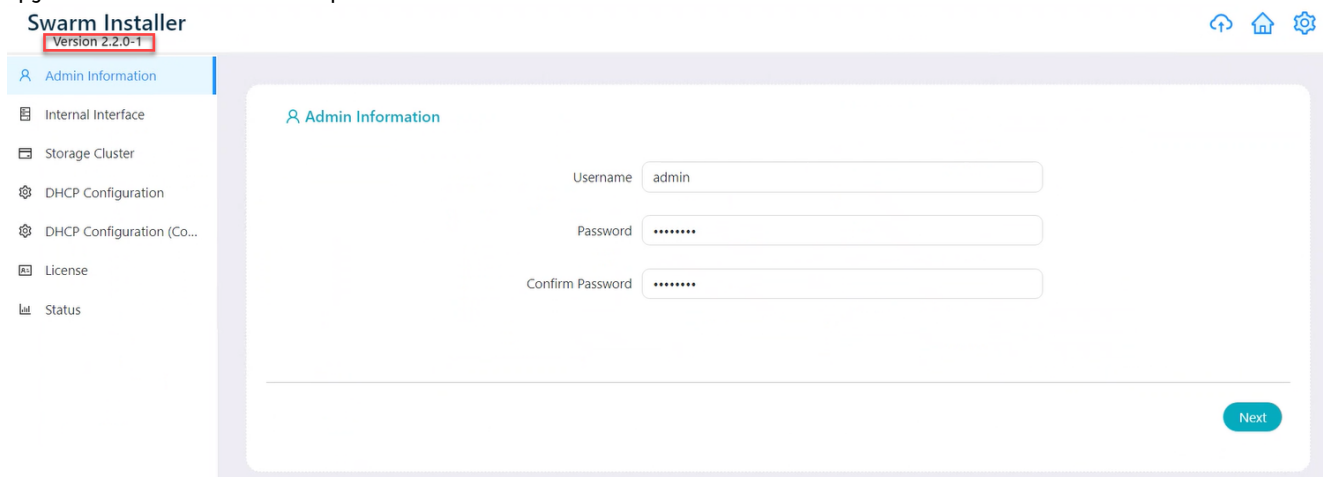 Swarm Installer
Version 2.2.0-1
Admin Information
Internal Interface
Storage Cluster
DHCP Configuration
DHCP Configuration (Co...
License
Status
Admin Information
Username admin
Password ••••••••
Confirm Password ••••••••
Next